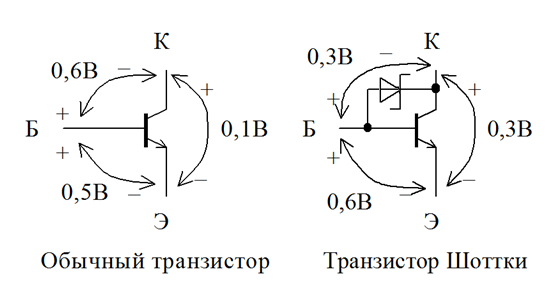 К
0,6В
–
+
+
Б
0,1В
+
–
0,5В
–
Э
Обычный транзистор
К
0,3В
–
+
+
Б
0,3В
+
–
0,6В
–
Э
Транзистор Шоттки